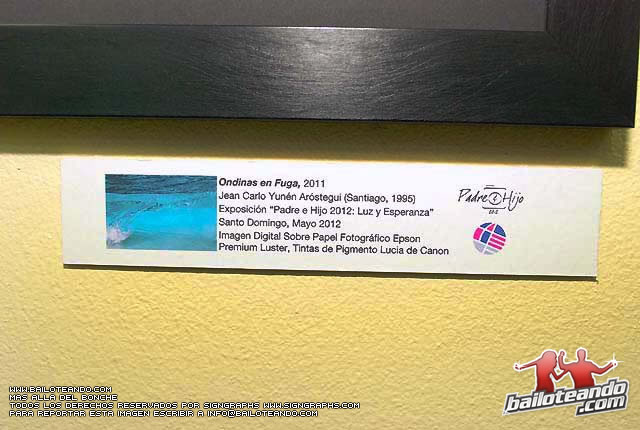 Ondinas en Fuga, 2011
Jean Carlo Yunén Aróstegui (Santiago, 1995)
Exposición "Padre e Hijo 2012: Luz y Esperanza"
Santo Domingo, Mayo 2012
Imagen Digital Sobre Papel Fotográfico Epson
Premium Luster, Tintas de Pigmento Lucia de Canon
Padre Hijo
WWW.BAILOTEANDO.COM
MAS ALLA DEL BONCHE
TODOS LOS DERECHOS RESERVADOS POR SIGNGRAPHS WWW.SIGNGRAPHS.COM
PARA REPORTAR ESTA IMAGEN ESCRIBIR A INFO@BAILOTEANDO.COM
bailoteando.com